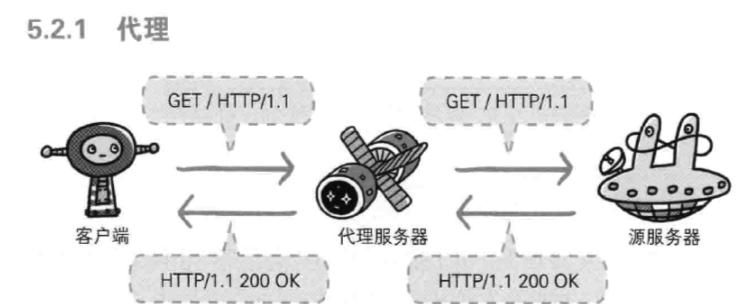 5.2.1 代理
GET / HTTP/1.1
GET / HTTP/1.1
客户端
代理服务器
源服务器
HTTP/1.1 200 OK
HTTP/1.1 200 OK